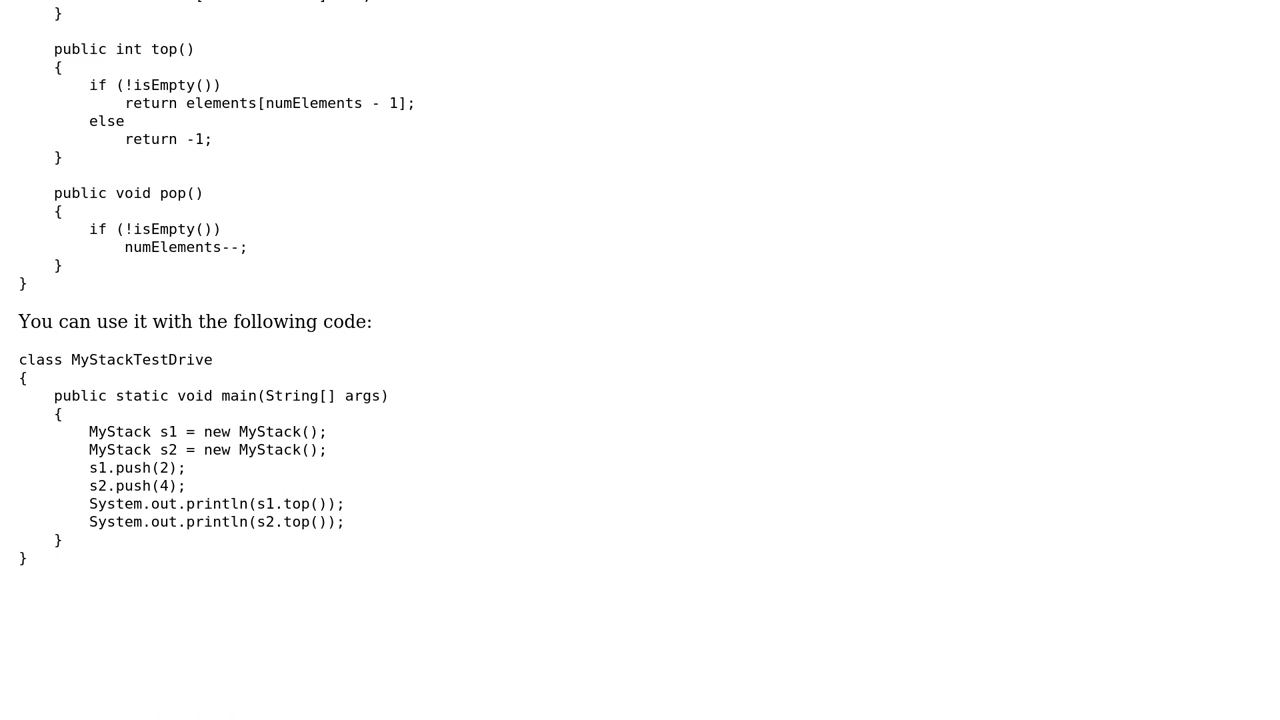 }

    public int top()
    {
        if (!isEmpty())
            return elements[numElements - 1];
        else
            return -1;
    }

    public void pop()
    {
        if (!isEmpty())
            numElements--;
    }
}

You can use it with the following code:

class MyStackTestDrive
{
    public static void main(String[] args)
    {
        MyStack s1 = new MyStack();
        MyStack s2 = new MyStack();
        s1.push(2);
        s2.push(4);
        System.out.println(s1.top());
        System.out.println(s2.top());
    }
}